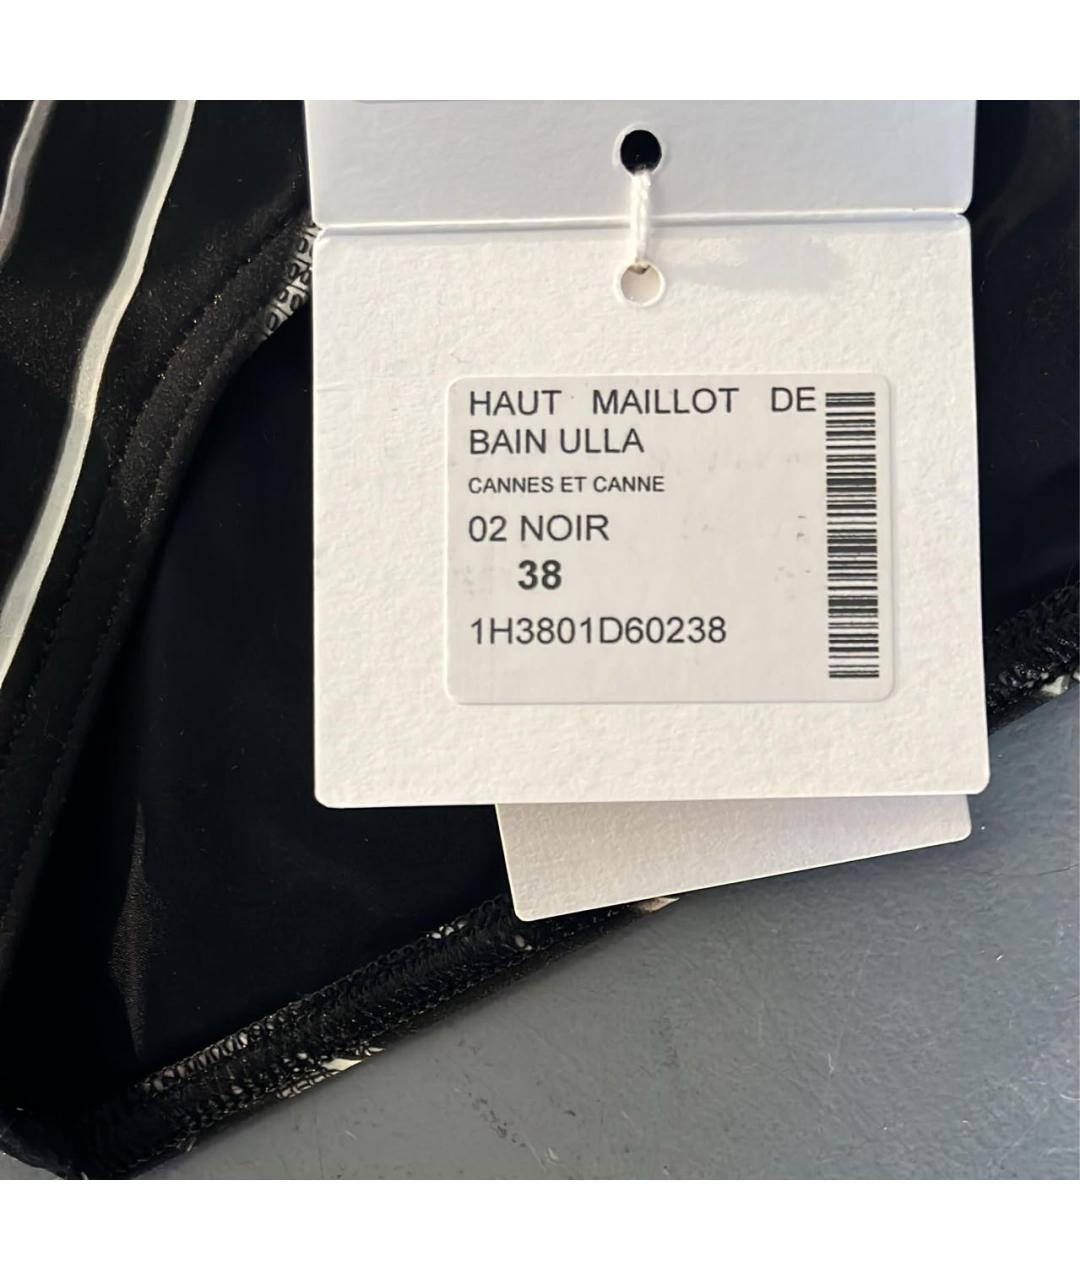 HAUT MAILLOT DE
BAIN ULLA
CANNES ET CANNE
02 NOIR
38
1H3801D60238